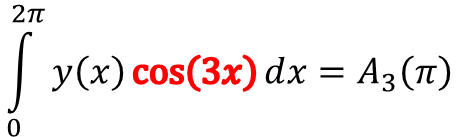 2π
∫ y(x) cos(3x) dx = A₃(π)
0